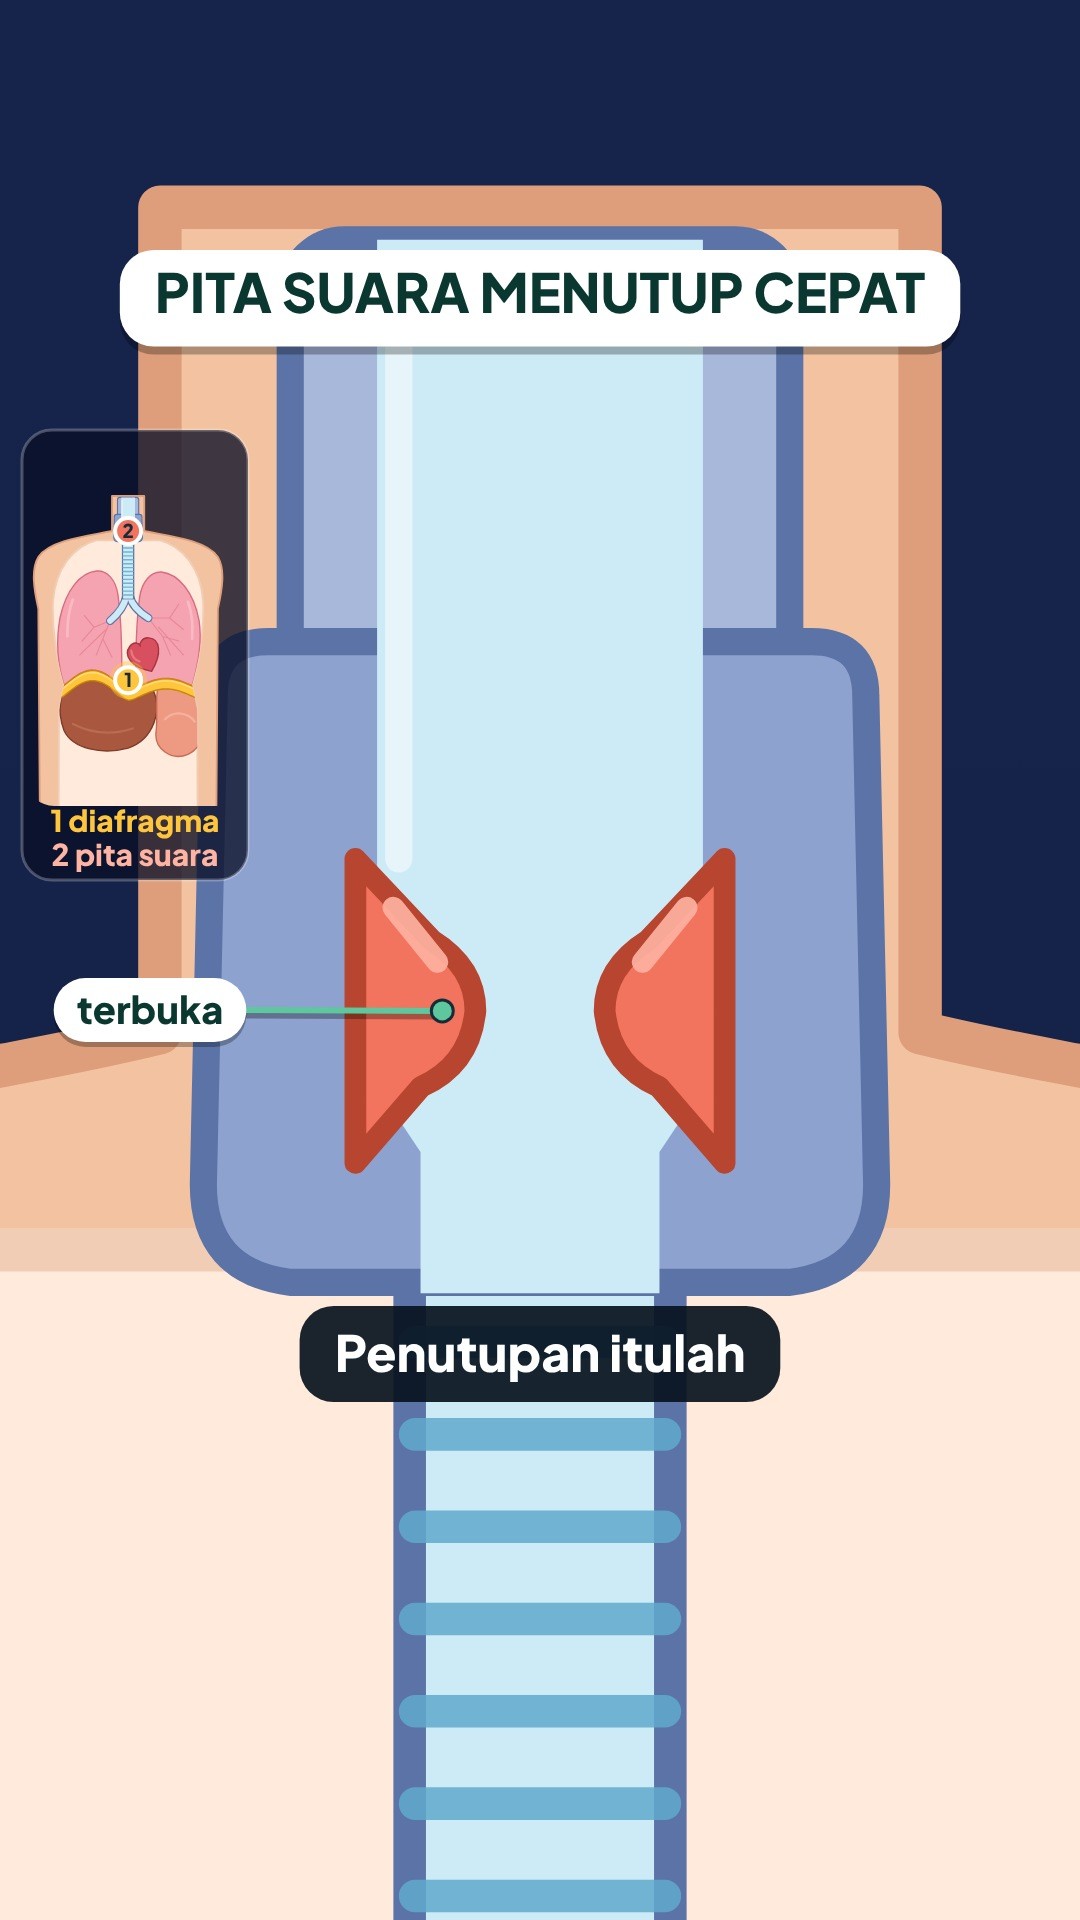 PITA SUARA MENUTUP CEPAT
2
1
1 diafragma
2 pita suara
terbuka
Penutupan itulah